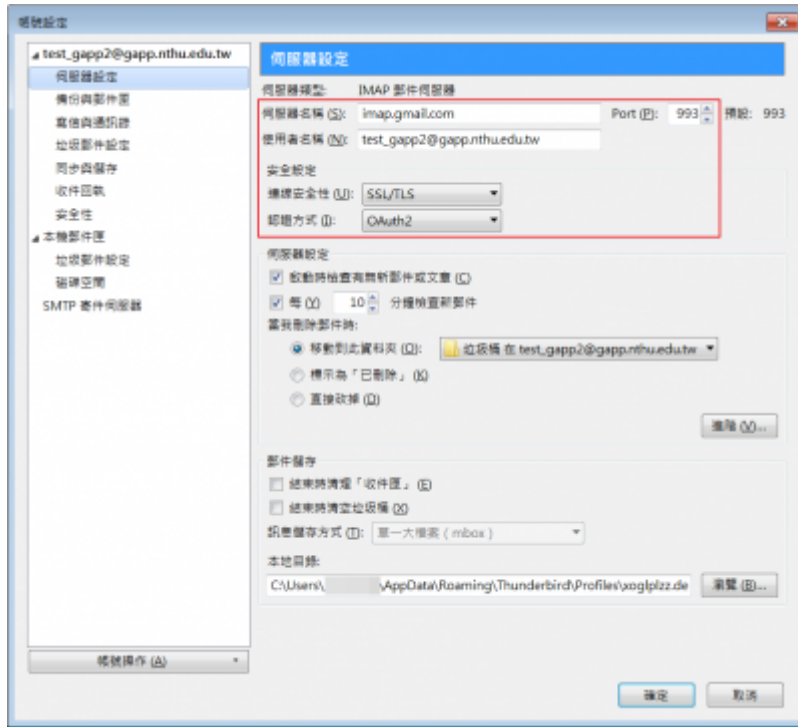 帳號設定
test_gapp2@gapp.nthu.edu.tw
伺服器設定
備份與郵件匣
寫信與通訊錄
垃圾郵件設定
同步與儲存
收件回執
安全性
本機郵件匣
垃圾郵件設定
磁碟空間
SMTP 寄件伺服器
帳號操作 (A)
伺服器設定
伺服器類型: IMAP 郵件伺服器
伺服器名稱 (S): imap.gmail.com Port (P): 993 預設: 993
使用者名稱 (N): test_gapp2@gapp.nthu.edu.tw
安全設定
連線安全性 (U): SSL/TLS
認證方式 (I): OAuth2
伺服器設定
啟動時檢查有無新郵件或文章 (C)
每 (Y) 10 分鐘檢查新郵件
當我刪除郵件時:
移動到此資料夾 (O): 垃圾桶 在 test_gapp2@gapp.nthu.edu.tw
標示為「已刪除」 (K)
直接砍掉 (D)
進階 (V)...
郵件儲存
結束時清理「收件匣」 (E)
結束時清空垃圾桶 (X)
訊息儲存方式 (T): 單一大檔案 ( mbox )
本地目錄:
C:\Users\ \AppData\Roaming\Thunderbird\Profiles\xoglplzz.de 瀏覽 (B)...
確定 取消